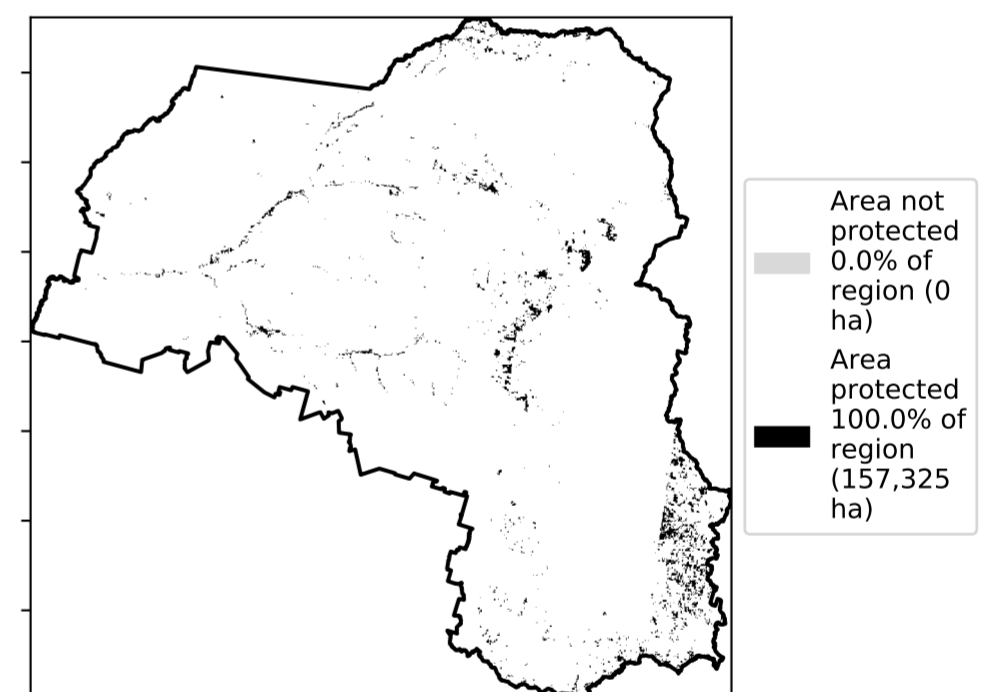 Area not
protected
0.0% of
region (0
ha)
Area
protected
100.0% of
region
(157,325
ha)